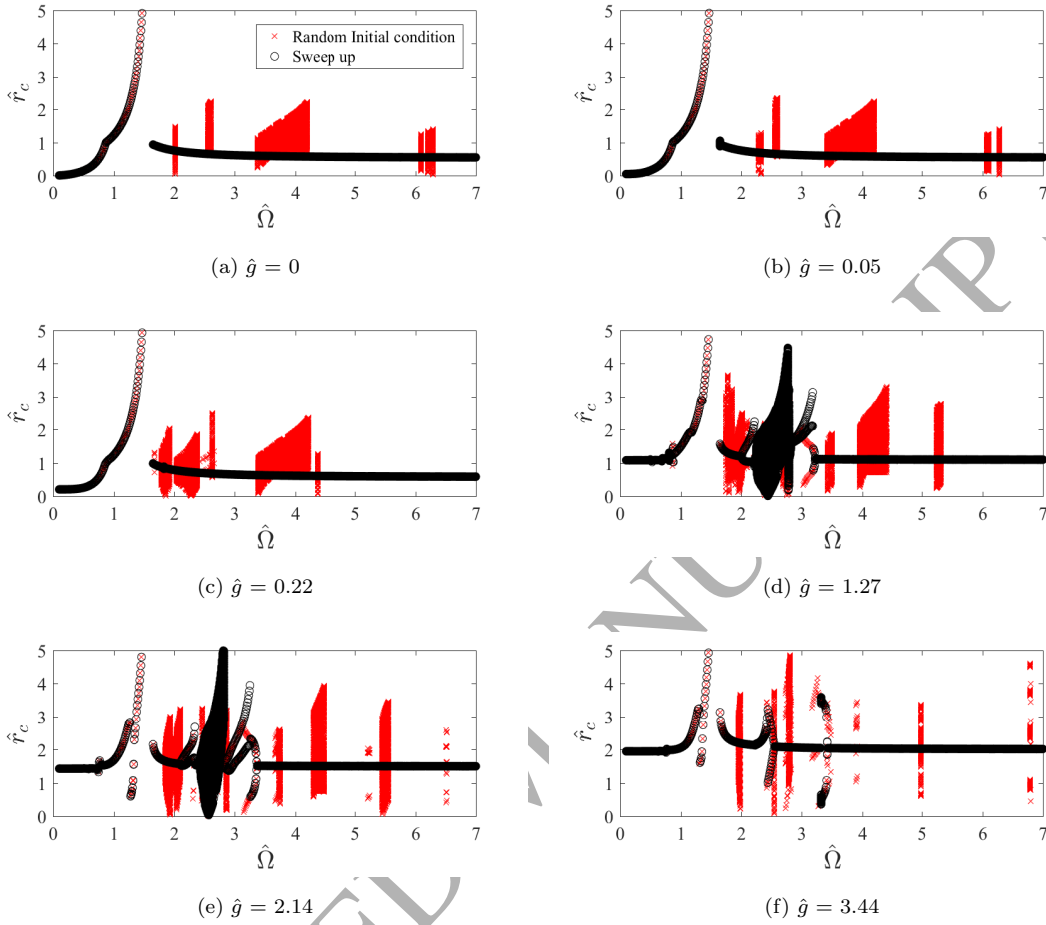 5
4
3
2
1
0
r̂c
0 1 2 3 4 5 6 7
Ω̂
Random Initial condition
Sweep up
(a) ĝ = 0
5
4
3
2
1
0
r̂c
0 1 2 3 4 5 6 7
Ω̂
(b) ĝ = 0.05
5
4
3
2
1
0
r̂c
0 1 2 3 4 5 6 7
Ω̂
(c) ĝ = 0.22
5
4
3
2
1
0
r̂c
0 1 2 3 4 5 6 7
Ω̂
(d) ĝ = 1.27
5
4
3
2
1
0
r̂c
0 1 2 3 4 5 6 7
Ω̂
(e) ĝ = 2.14
5
4
3
2
1
0
r̂c
0 1 2 3 4 5 6 7
Ω̂
(f) ĝ = 3.44